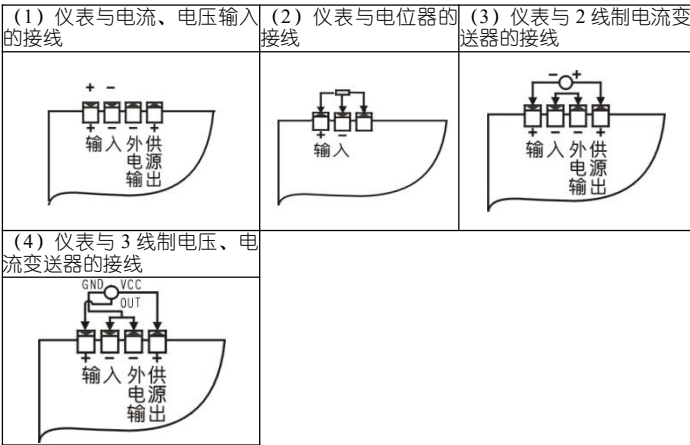 （1）仪表与电流、电压输入
的接线
+ −
+ − − +
输入 外供
电源
输出
（2）仪表与电位器的
接线
+ −
输入
（3）仪表与 2 线制电流变
送器的接线
− +
+ − − +
输入 外供
电源
输出
（4）仪表与 3 线制电压、电
流变送器的接线
GND VCC
OUT
+ − − +
输入 外供
电源
输出